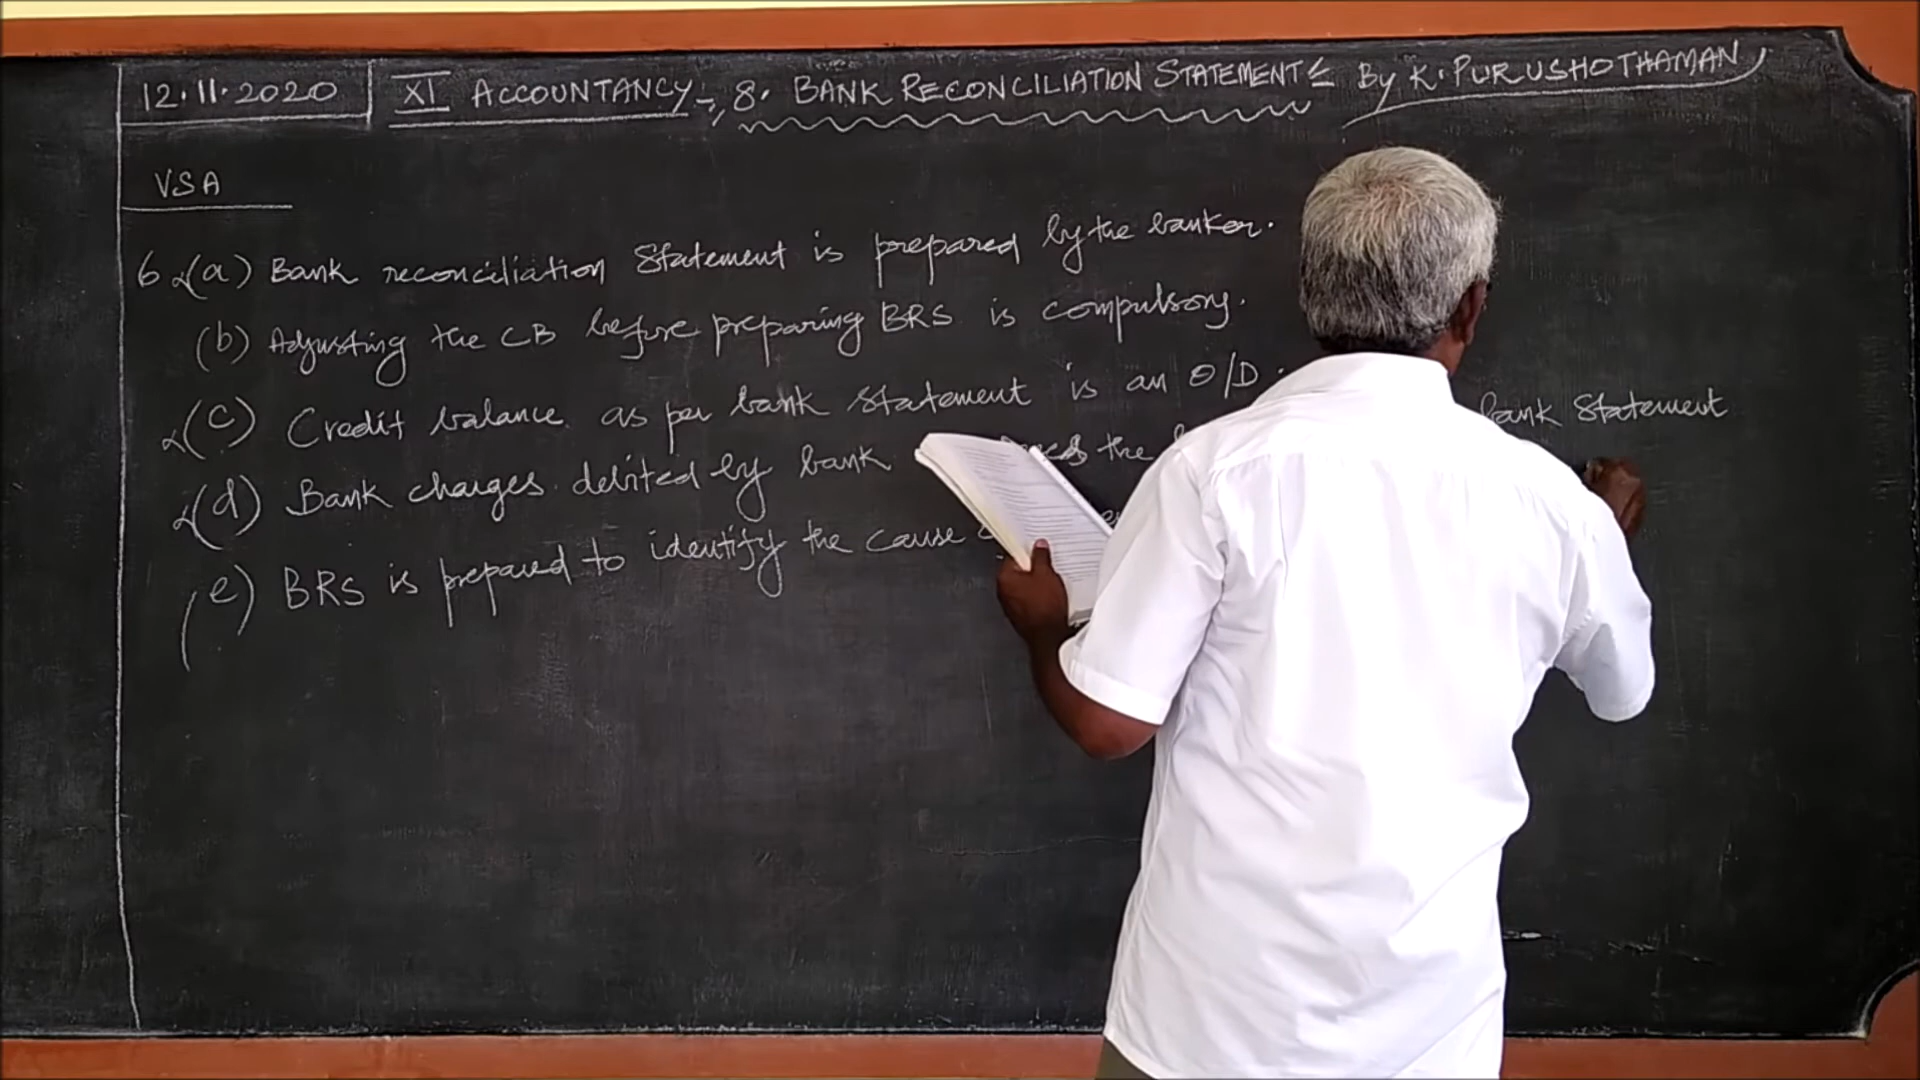 12.11.2020 XI ACCOUNTANCY:-, 8. BANK RECONCILIATION STATEMENT By K. PURUSHOTHAMAN
VSA
6 (a) Bank reconciliation Statement is prepared by the banker.
(b) Adjusting the CB before preparing BRS is compulsory.
(c) Credit balance as per bank statement is an O/D.
(d) Bank charges debited by bank the bank Statement
(e) BRS is prepared to identify the cause